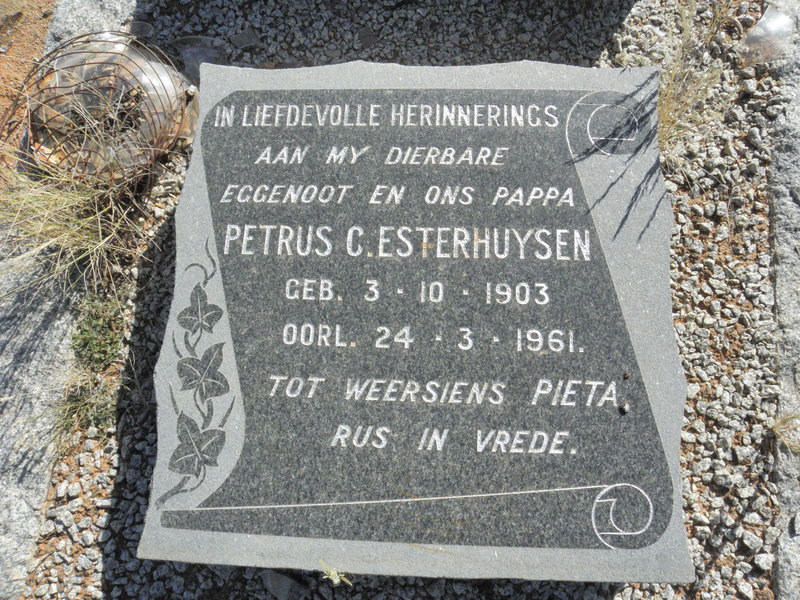 IN LIEFDEVOLLE HERINNERINGS
AAN MY DIERBARE
EGGENOOT EN ONS PAPPA
PETRUS C. ESTERHUYSEN
GEB. 3 - 10 - 1903
OORL. 24 - 3 - 1961.
TOT WEERSIENS PIETA.
RUS IN VREDE.